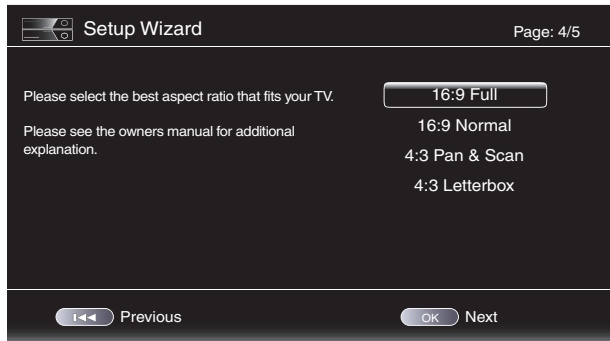 Setup Wizard
Page: 4/5
Please select the best aspect ratio that fits your TV.
Please see the owners manual for additional
explanation.
16:9 Full
16:9 Normal
4:3 Pan & Scan
4:3 Letterbox
Previous
OK Next